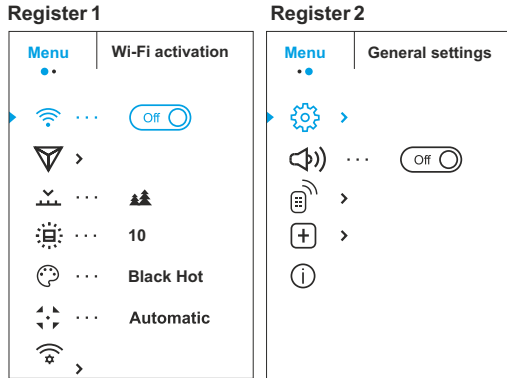 Register 1
Menu
Wi-Fi activation
Off
10
Black Hot
Automatic
Register 2
Menu
General settings
Off